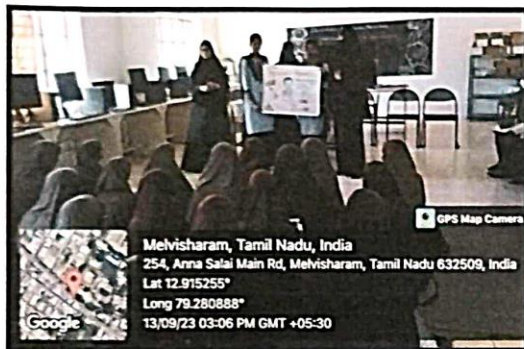 GPS Map Camera
Melvisharam, Tamil Nadu, India
254, Anna Salai Main Rd, Melvisharam, Tamil Nadu 632509, India
Lat 12.915255°
Long 79.280888°
13/09/23 03:06 PM GMT +05:30
Google